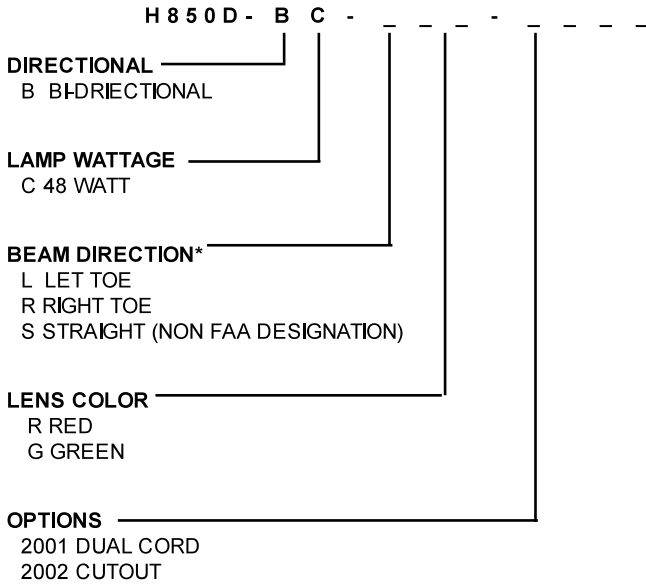 H850D- BC - _ _ _ - _ _ _ _
DIRECTIONAL
B BI-DRIECTIONAL
LAMP WATTAGE
C 48 WATT
BEAM DIRECTION*
L LET TOE
R RIGHT TOE
S STRAIGHT (NON FAA DESIGNATION)
LENS COLOR
R RED
G GREEN
OPTIONS
2001 DUAL CORD
2002 CUTOUT